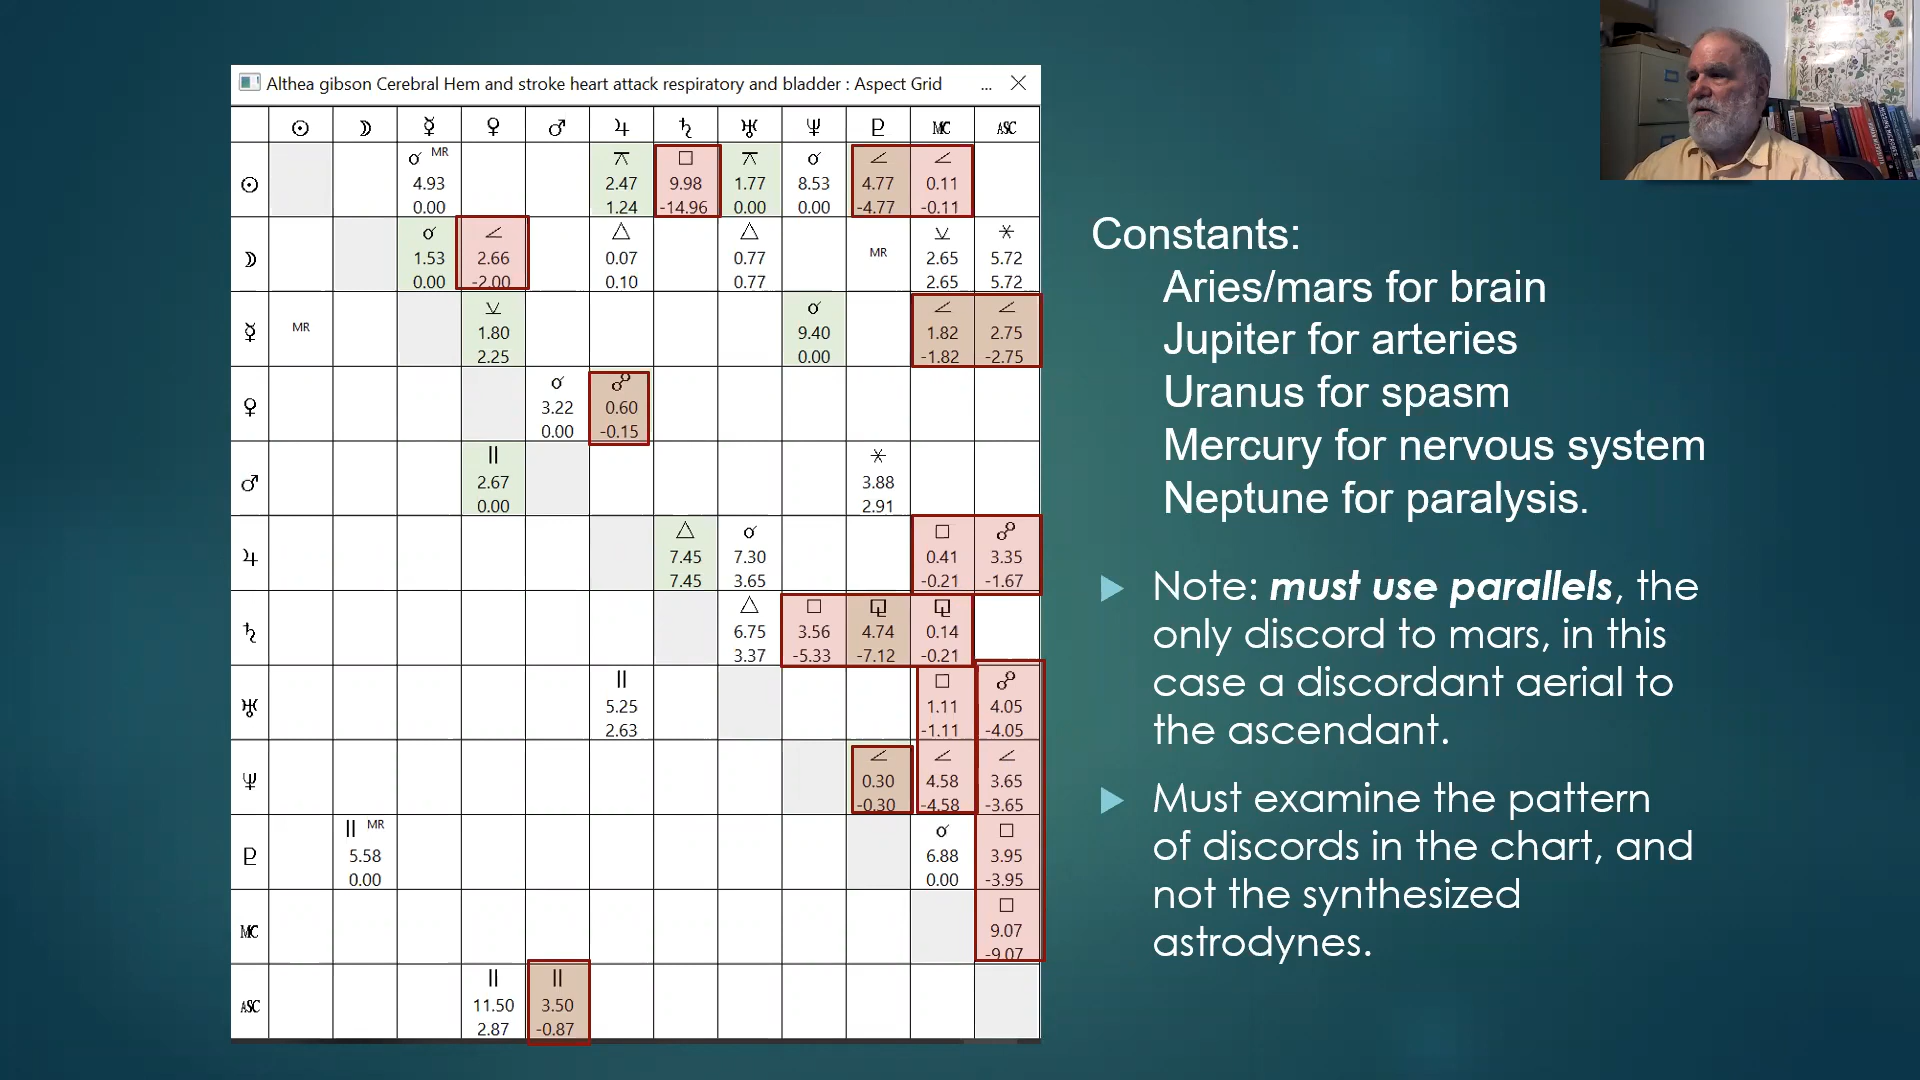 Althea gibson Cerebral Hem and stroke heart attack respiratory and bladder : Aspect Grid ...
☉ ☽ ☿ ♀ ♂ ♃ ♄ ♅ ♆ ♇ MC ASC
☉
☌ MR ⚻ □ ⚻ ☌ ∠ ∠
4.93 2.47 9.98 1.77 8.53 4.77 0.11
0.00 1.24 -14.96 0.00 0.00 -4.77 -0.11
☽
☌ ∠ △ △ MR ⚺ ⚹
1.53 2.66 0.07 0.77 2.65 5.72
0.00 -2.00 0.10 0.77 2.65 5.72
☿
MR ⚺ ☌ ∠ ∠
1.80 9.40 1.82 2.75
2.25 0.00 -1.82 -2.75
♀
☌ ☍
3.22 0.60
0.00 -0.15
♂
|| ⚹
2.67 3.88
0.00 2.91
♃
△ ☌ □ ☍
7.45 7.30 0.41 3.35
7.45 3.65 -0.21 -1.67
♄
△ □ ⚼ ⚼
6.75 3.56 4.74 0.14
3.37 -5.33 -7.12 -0.21
♅
|| □ ☍
5.25 1.11 4.05
2.63 -1.11 -4.05
♆
∠ ∠ ∠
0.30 4.58 3.65
-0.30 -4.58 -3.65
♇
|| MR ☌ □
5.58 6.88 3.95
0.00 0.00 -3.95
MC
□
9.07
-9.07
ASC
|| ||
11.50 3.50
2.87 -0.87
Constants:
Aries/mars for brain
Jupiter for arteries
Uranus for spasm
Mercury for nervous system
Neptune for paralysis.
Note: must use parallels, the
only discord to mars, in this
case a discordant aerial to
the ascendant.
Must examine the pattern
of discords in the chart, and
not the synthesized
astrodynes.